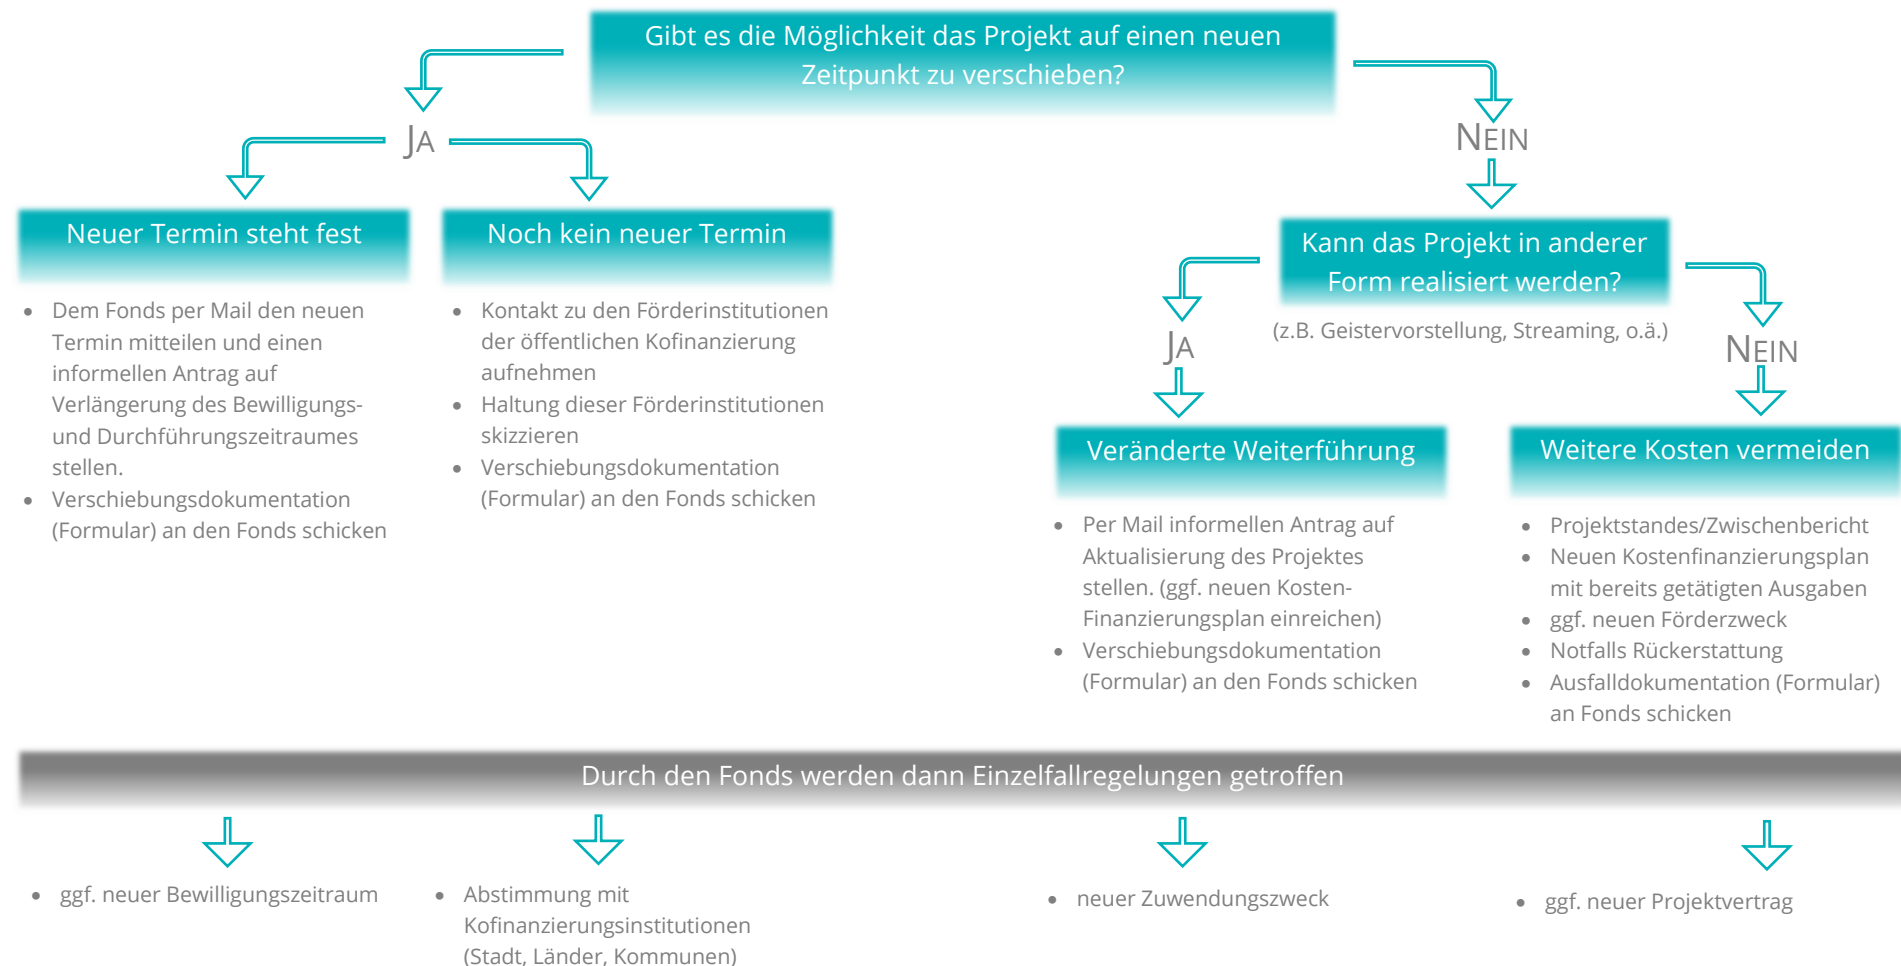 Gibt es die Möglichkeit das Projekt auf einen neuen
Zeitpunkt zu verschieben?
JA
NEIN
Neuer Termin steht fest
• Dem Fonds per Mail den neuen
Termin mitteilen und einen
informellen Antrag auf
Verlängerung des Bewilligungs-
und Durchführungszeitraumes
stellen.
• Verschiebungsdokumentation
(Formular) an den Fonds schicken
Noch kein neuer Termin
• Kontakt zu den Förderinstitutionen
der öffentlichen Kofinanzierung
aufnehmen
• Haltung dieser Förderinstitutionen
skizzieren
• Verschiebungsdokumentation
(Formular) an den Fonds schicken
Kann das Projekt in anderer
Form realisiert werden?
(z.B. Geistervorstellung, Streaming, o.ä.)
JA
NEIN
Veränderte Weiterführung
• Per Mail informellen Antrag auf
Aktualisierung des Projektes
stellen. (ggf. neuen Kosten-
Finanzierungsplan einreichen)
• Verschiebungsdokumentation
(Formular) an den Fonds schicken
Weitere Kosten vermeiden
• Projektstandes/Zwischenbericht
• Neuen Kostenfinanzierungsplan
mit bereits getätigten Ausgaben
• ggf. neuen Förderzweck
• Notfalls Rückerstattung
• Ausfalldokumentation (Formular)
an Fonds schicken
Durch den Fonds werden dann Einzelfallregelungen getroffen
• ggf. neuer Bewilligungszeitraum
• Abstimmung mit
Kofinanzierungsinstitutionen
(Stadt, Länder, Kommunen)
• neuer Zuwendungszweck
• ggf. neuer Projektvertrag